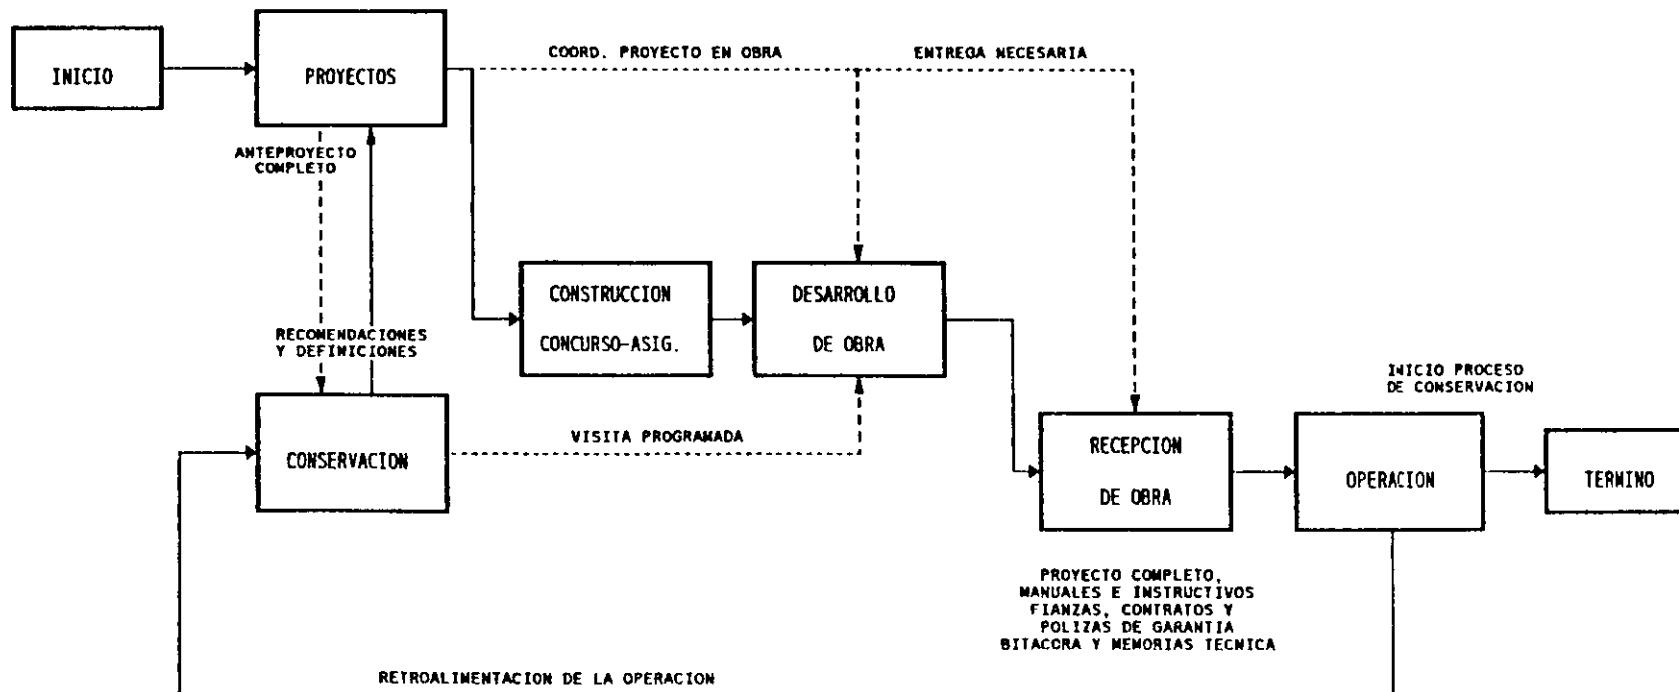 INICIO
PROYECTOS
COORD. PROYECTO EN OBRA
ENTREGA NECESARIA
ANTEPROYECTO
COMPLETO
CONSTRUCCION
CONCURSO-ASIG.
DESARROLLO
DE OBRA
RECOMENDACIONES
Y DEFINICIONES
INICIO PROCESO
DE CONSERVACION
CONSERVACION
VISITA PROGRAMADA
RECEPCION
DE OBRA
OPERACION
TERMINO
PROYECTO COMPLETO,
MANUALES E INSTRUCTIVOS
FIANZAS, CONTRATOS Y
POLIZAS DE GARANTIA
BITACORA Y MEMORIAS TECNICA
RETROALIMENTACION DE LA OPERACION